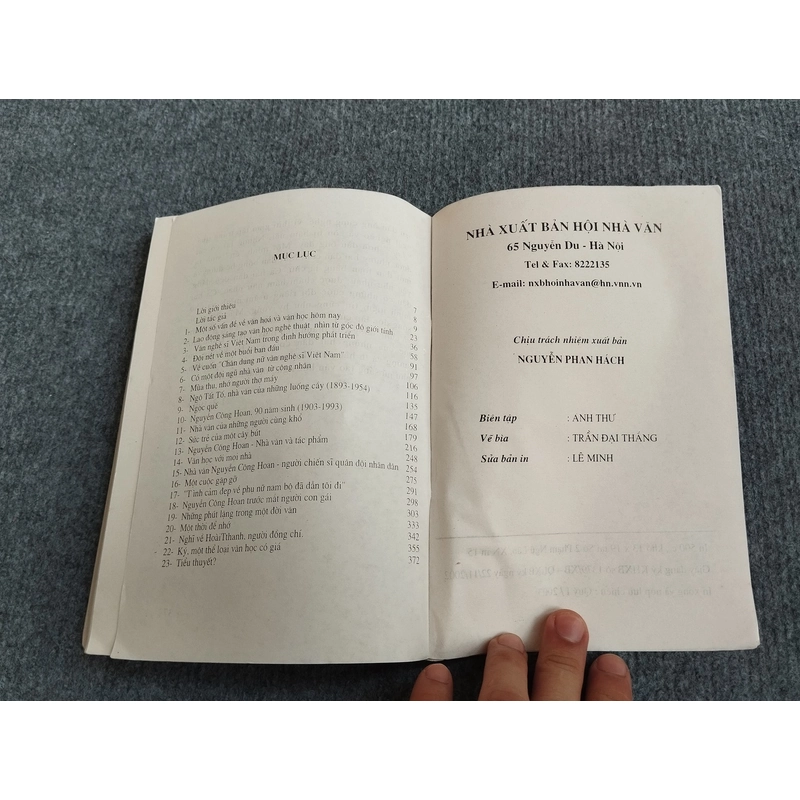 MỤC LỤC
Lời giới thiệu 7
Lời tác giả 8
1- Một số vấn đề về văn hoá và văn học hôm nay 9
2- Lao động sáng tạo văn học nghệ thuật nhìn từ góc độ giới tính 23
3- Văn nghệ sĩ Việt Nam trong định hướng phát triển 36
4- Đôi nét về một buổi ban đầu 58
5- Về cuốn "Chân dung nữ văn nghệ sĩ Việt Nam" 91
6- Có một đội ngũ nhà văn từ công nhân 97
7- Mùa thu, nhớ người thợ máy 106
8- Ngô Tất Tố, nhà văn của những luống cày (1893-1954) 116
9- Ngọc quê 135
10- Nguyễn Công Hoan, 90 năm sinh (1903-1993) 147
11- Nhà văn của những người cùng khổ 168
12- Sức trẻ của một cây bút 179
13- Nguyễn Công Hoan - Nhà văn và tác phẩm 216
14- Văn học với mỗi nhà 248
15- Nhà văn Nguyễn Công Hoan - người chiến sĩ quân đội nhân dân 254
16- Một cuộc gặp gỡ 275
17- "Tình cảm đẹp về phụ nữ nam bộ đã dẫn tôi đi" 291
18- Nguyễn Công Hoan trước mắt người con gái 298
19- Những phút lắng trong một đời văn 303
20- Một thời để nhớ 333
21- Nghĩ về Hoài Thanh, người đồng chí. 342
22- Ký, một thể loại văn học có giá 355
23- Tiểu thuyết? 372
NHÀ XUẤT BẢN HỘI NHÀ VĂN
65 Nguyễn Du - Hà Nội
Tel & Fax: 8222135
E-mail: nxbhoinhavan@hn.vnn.vn
Chịu trách nhiệm xuất bản
NGUYỄN PHAN HÁCH
Biên tập : ANH THƯ
Vẽ bìa : TRẦN ĐẠI THẮNG
Sửa bản in : LÊ MINH